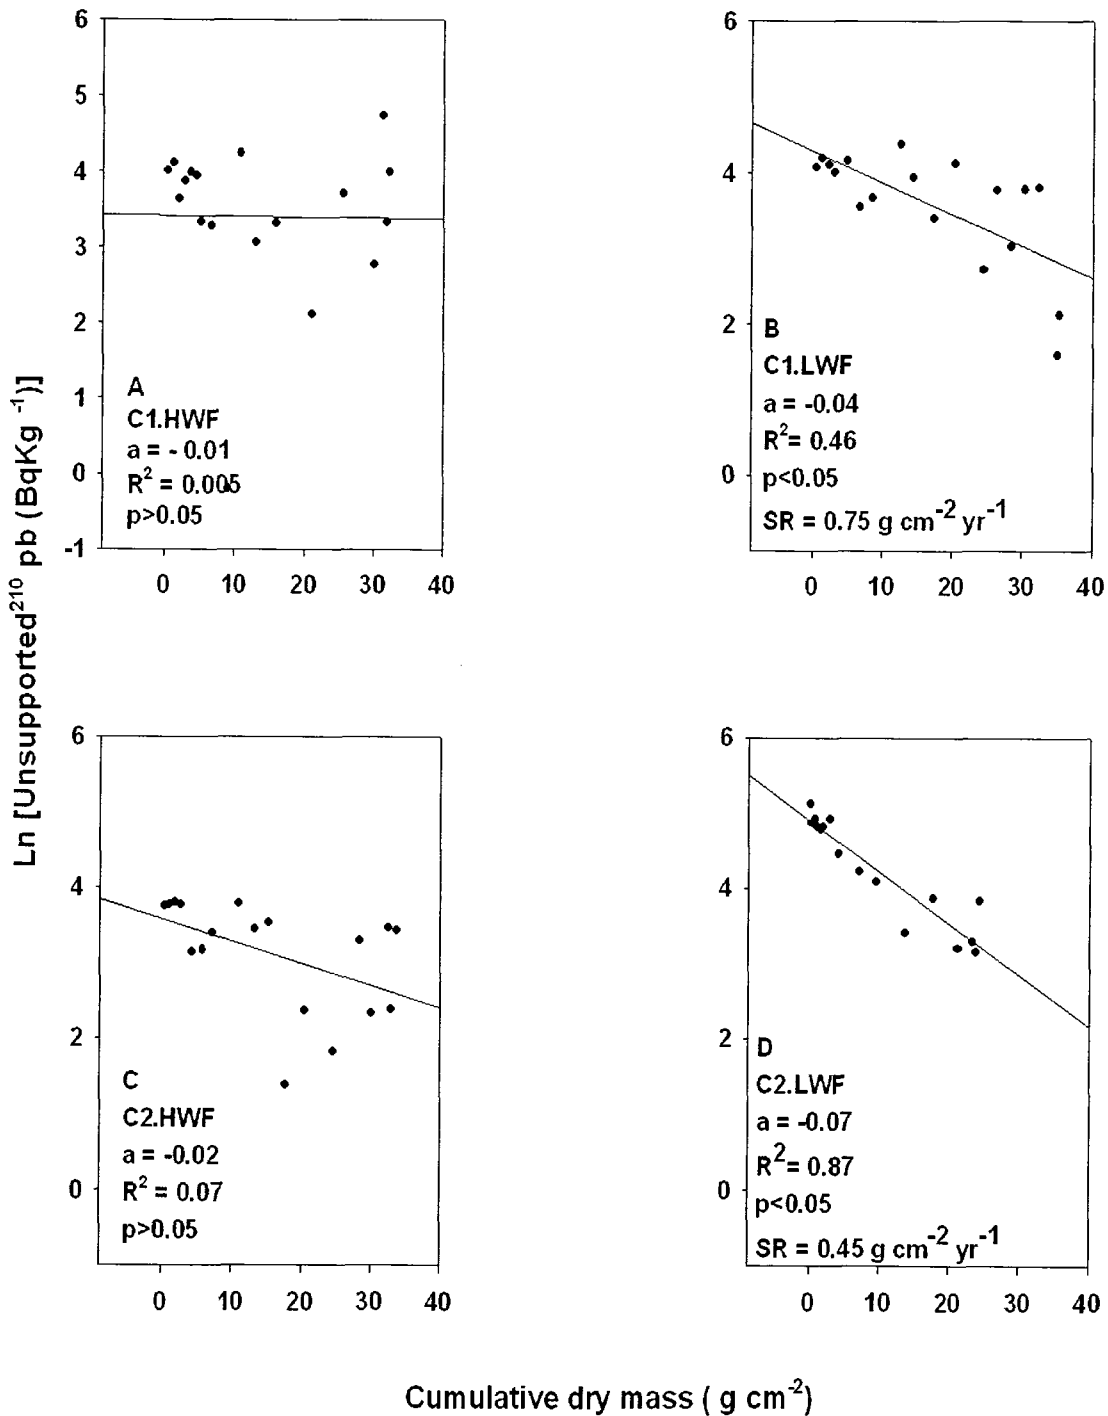 Ln [Unsupported²¹⁰ pb (BqKg ⁻¹)]
6
5
4
3
2
1
0
-1
A
C1.HWF
a = - 0.01
R² = 0.005
p>0.05
0 10 20 30 40
6
4
2
0
B
C1.LWF
a = -0.04
R²= 0.46
p<0.05
SR = 0.75 g cm⁻² yr⁻¹
0 10 20 30 40
6
4
2
0
C
C2.HWF
a = -0.02
R² = 0.07
p>0.05
0 10 20 30 40
6
4
2
0
D
C2.LWF
a = -0.07
R²= 0.87
p<0.05
SR = 0.45 g cm⁻² yr⁻¹
0 10 20 30 40
Cumulative dry mass ( g cm⁻²)